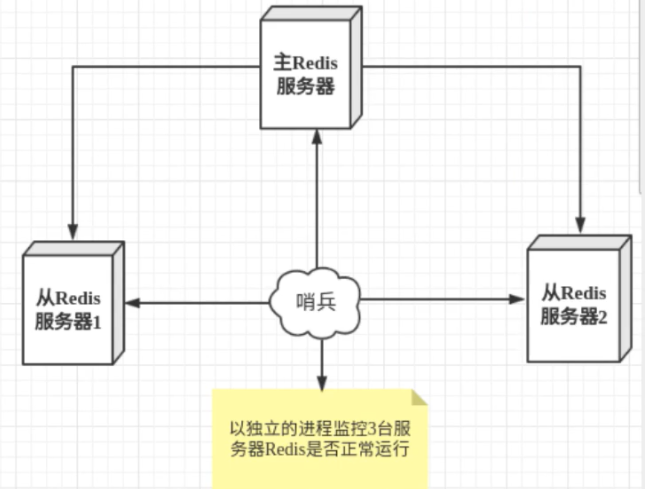 主Redis
服务器
从Redis
服务器1
哨兵
从Redis
服务器2
以独立的进程监控3台服
务器Redis是否正常运行